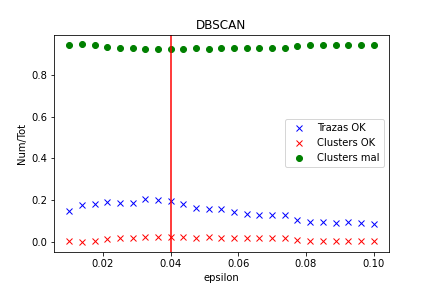 DBSCAN
Num/Tot
0.8
0.6
0.4
0.2
0.0
Trazas OK
Clusters OK
Clusters mal
0.02 0.04 0.06 0.08 0.10
epsilon